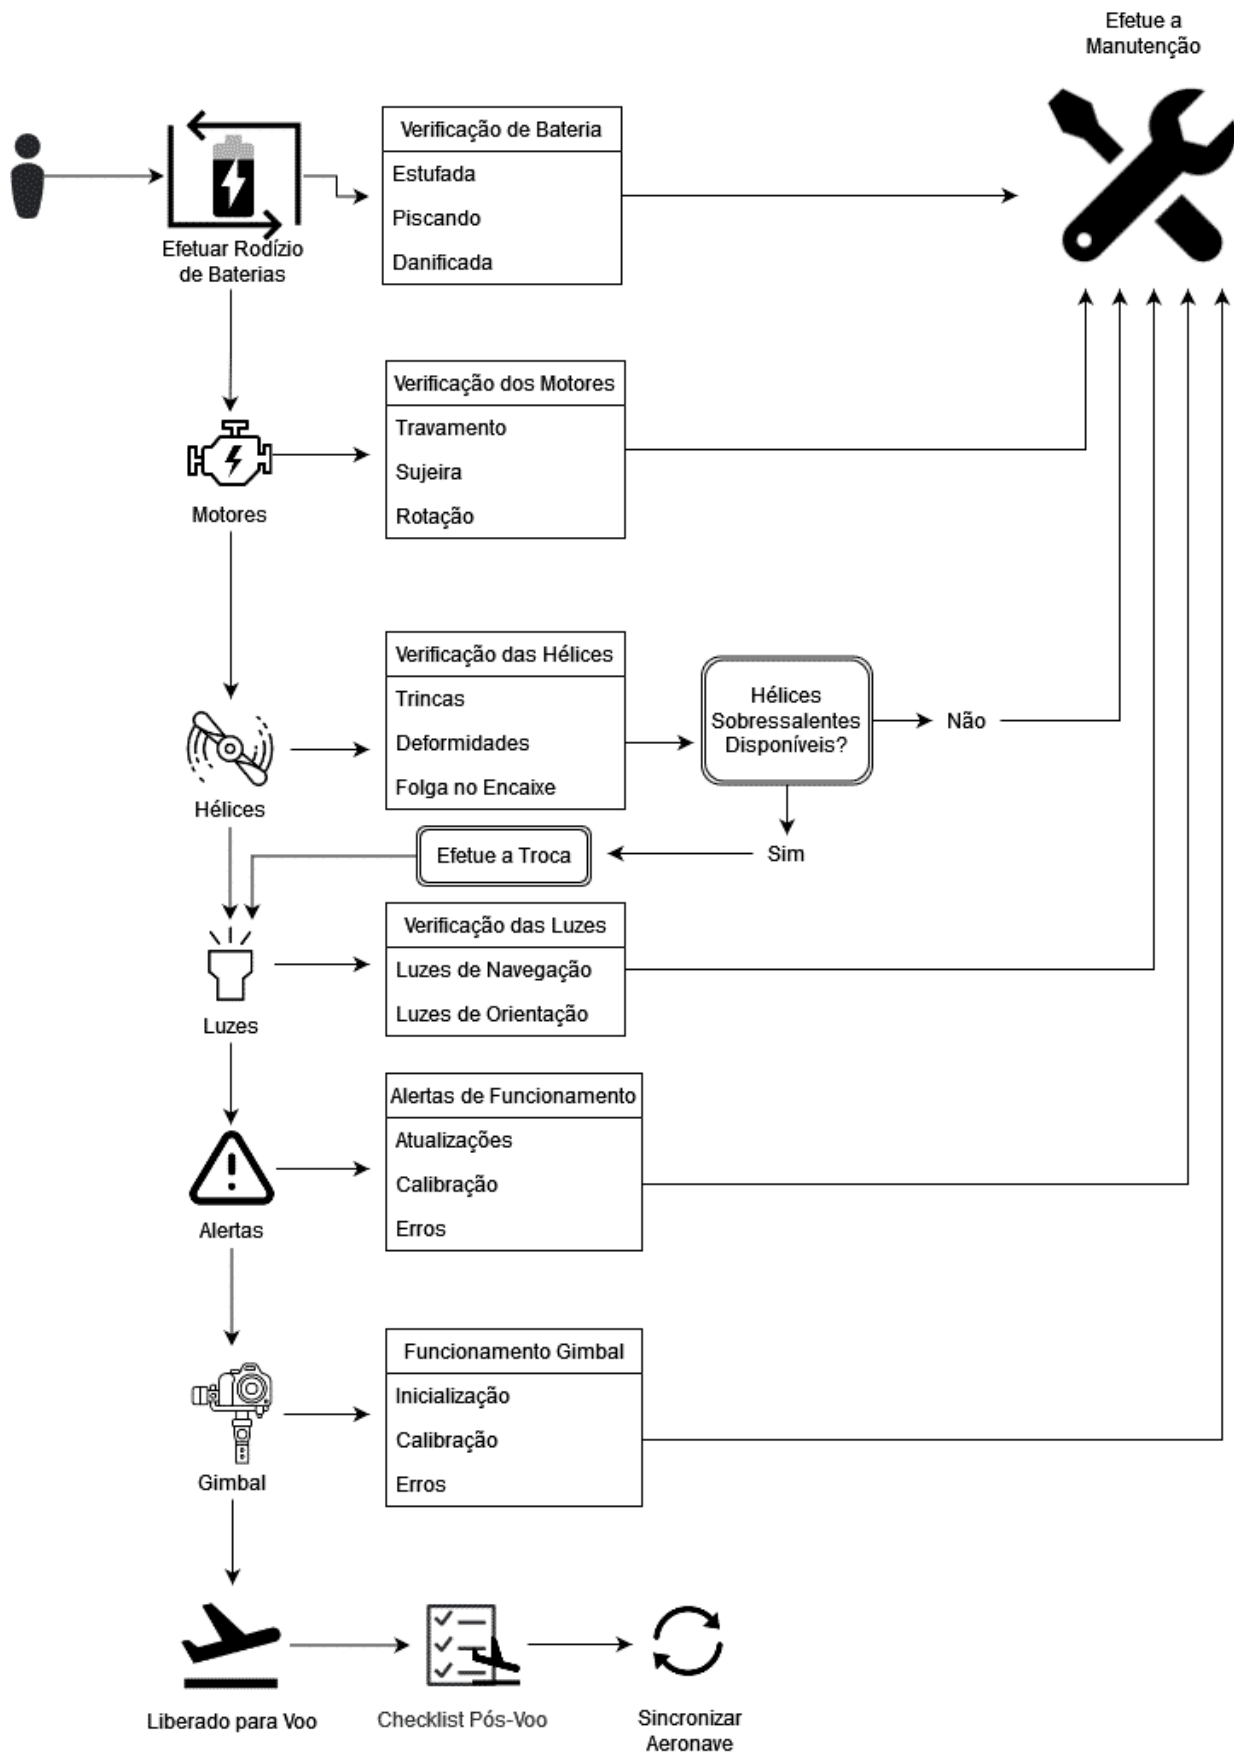 Efetue a
Manutenção
Verificação de Bateria
Estufada
Piscando
Danificada
Efetuar Rodízio
de Baterias
Verificação dos Motores
Travamento
Sujeira
Rotação
Motores
Verificação das Hélices
Trincas
Deformidades
Folga no Encaixe
Hélices
Sobressalentes
Disponíveis?
Não
Hélices
Sim
Efetue a Troca
Verificação das Luzes
Luzes de Navegação
Luzes de Orientação
Luzes
Alertas de Funcionamento
Atualizações
Calibração
Erros
Alertas
Funcionamento Gimbal
Inicialização
Calibração
Erros
Gimbal
Liberado para Voo
Checklist Pós-Voo
Sincronizar
Aeronave